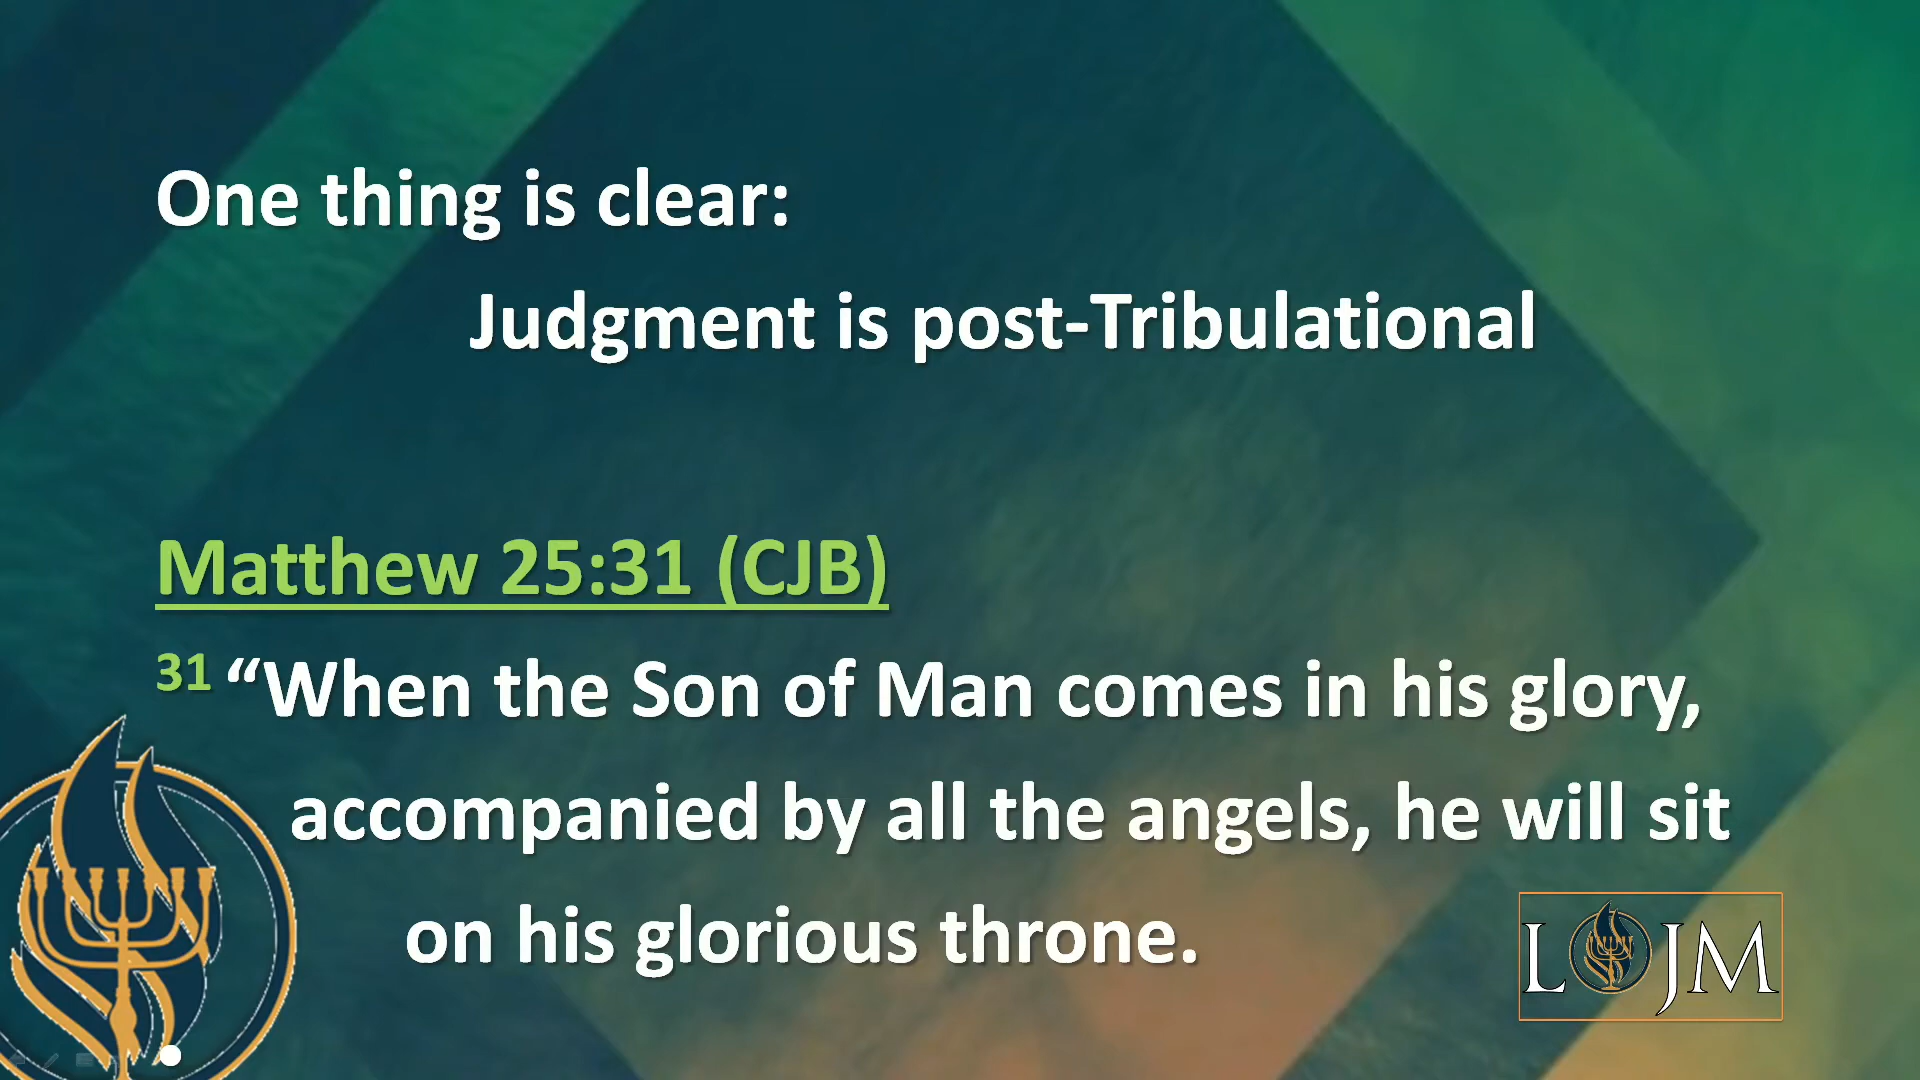 One thing is clear:
Judgment is post-Tribulational
Matthew 25:31 (CJB)
31 “When the Son of Man comes in his glory,
accompanied by all the angels, he will sit
on his glorious throne.
LOJM